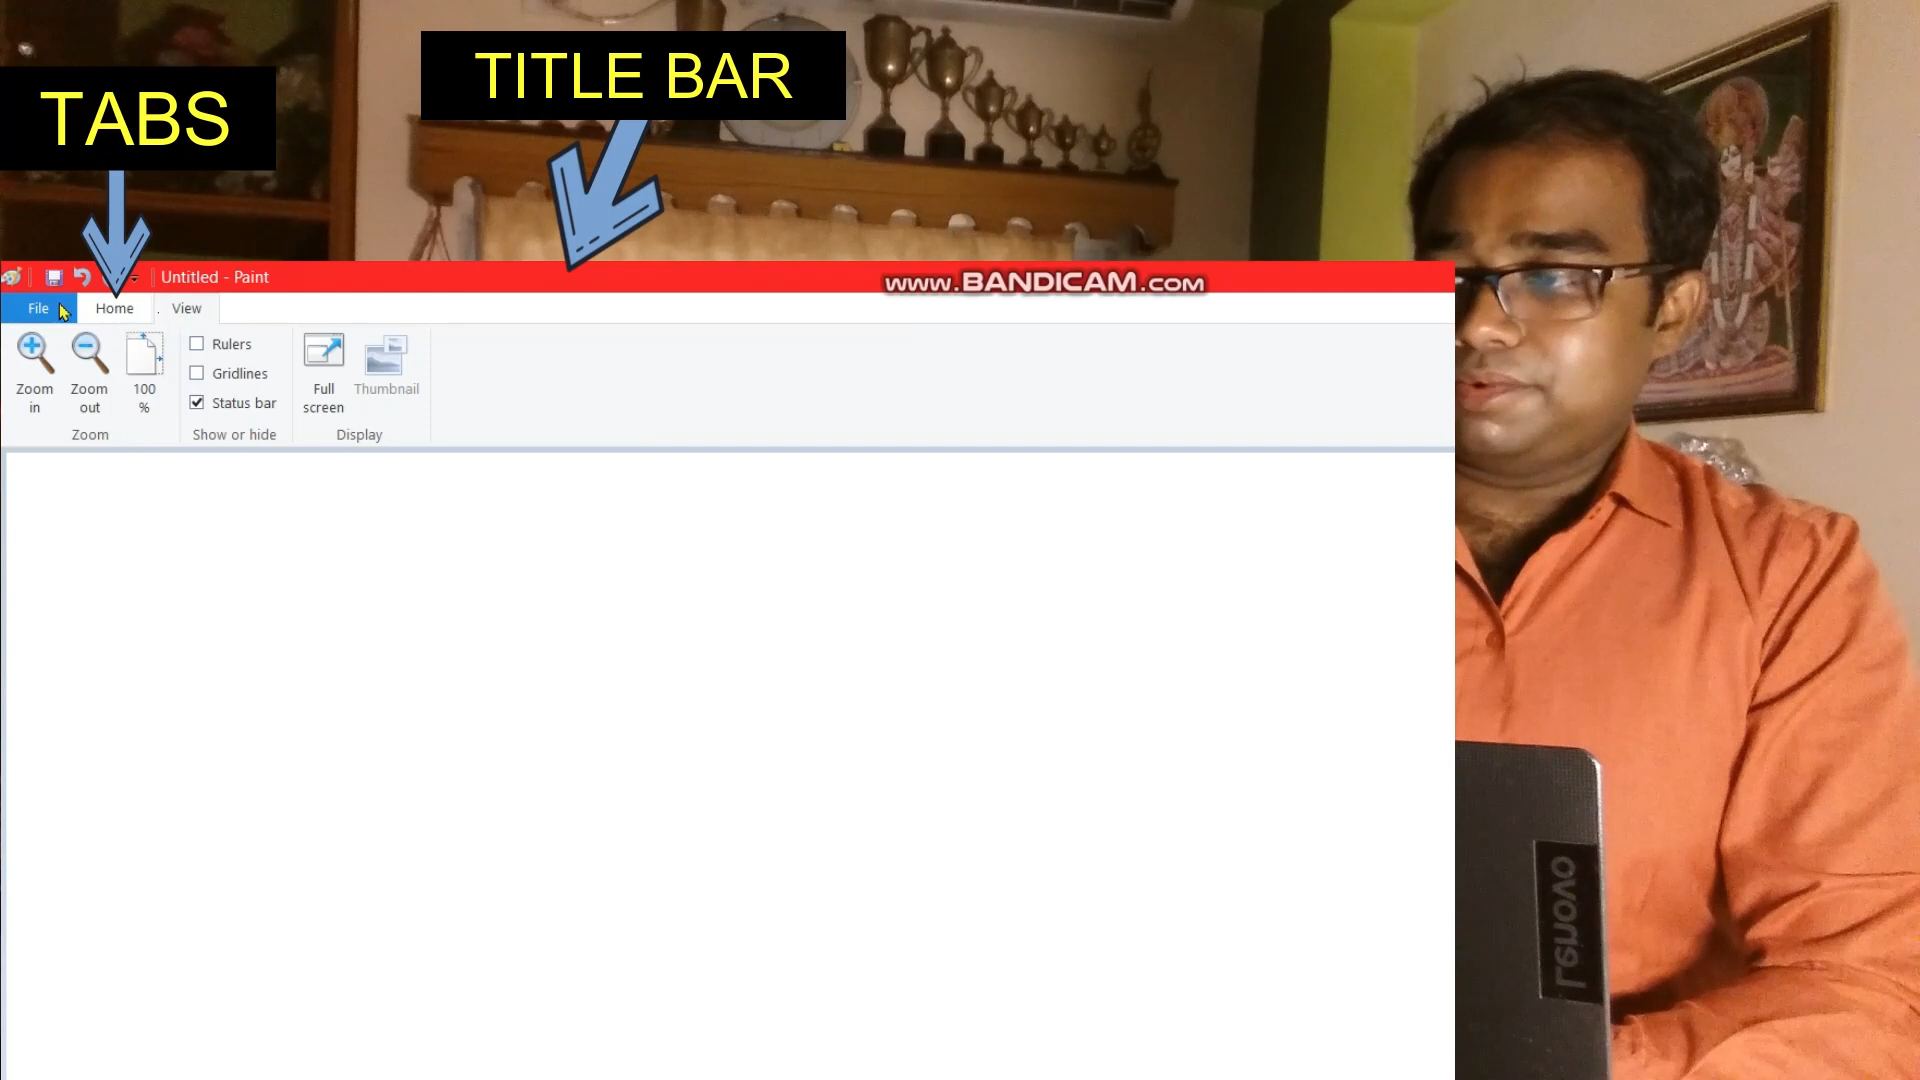 TITLE BAR
TABS
Untitled - Paint
www.BANDICAM.com
File
Home
View
Zoom in
Zoom out
100 %
Rulers
Gridlines
Status bar
Full screen
Thumbnail
Zoom
Show or hide
Display
Lenovo